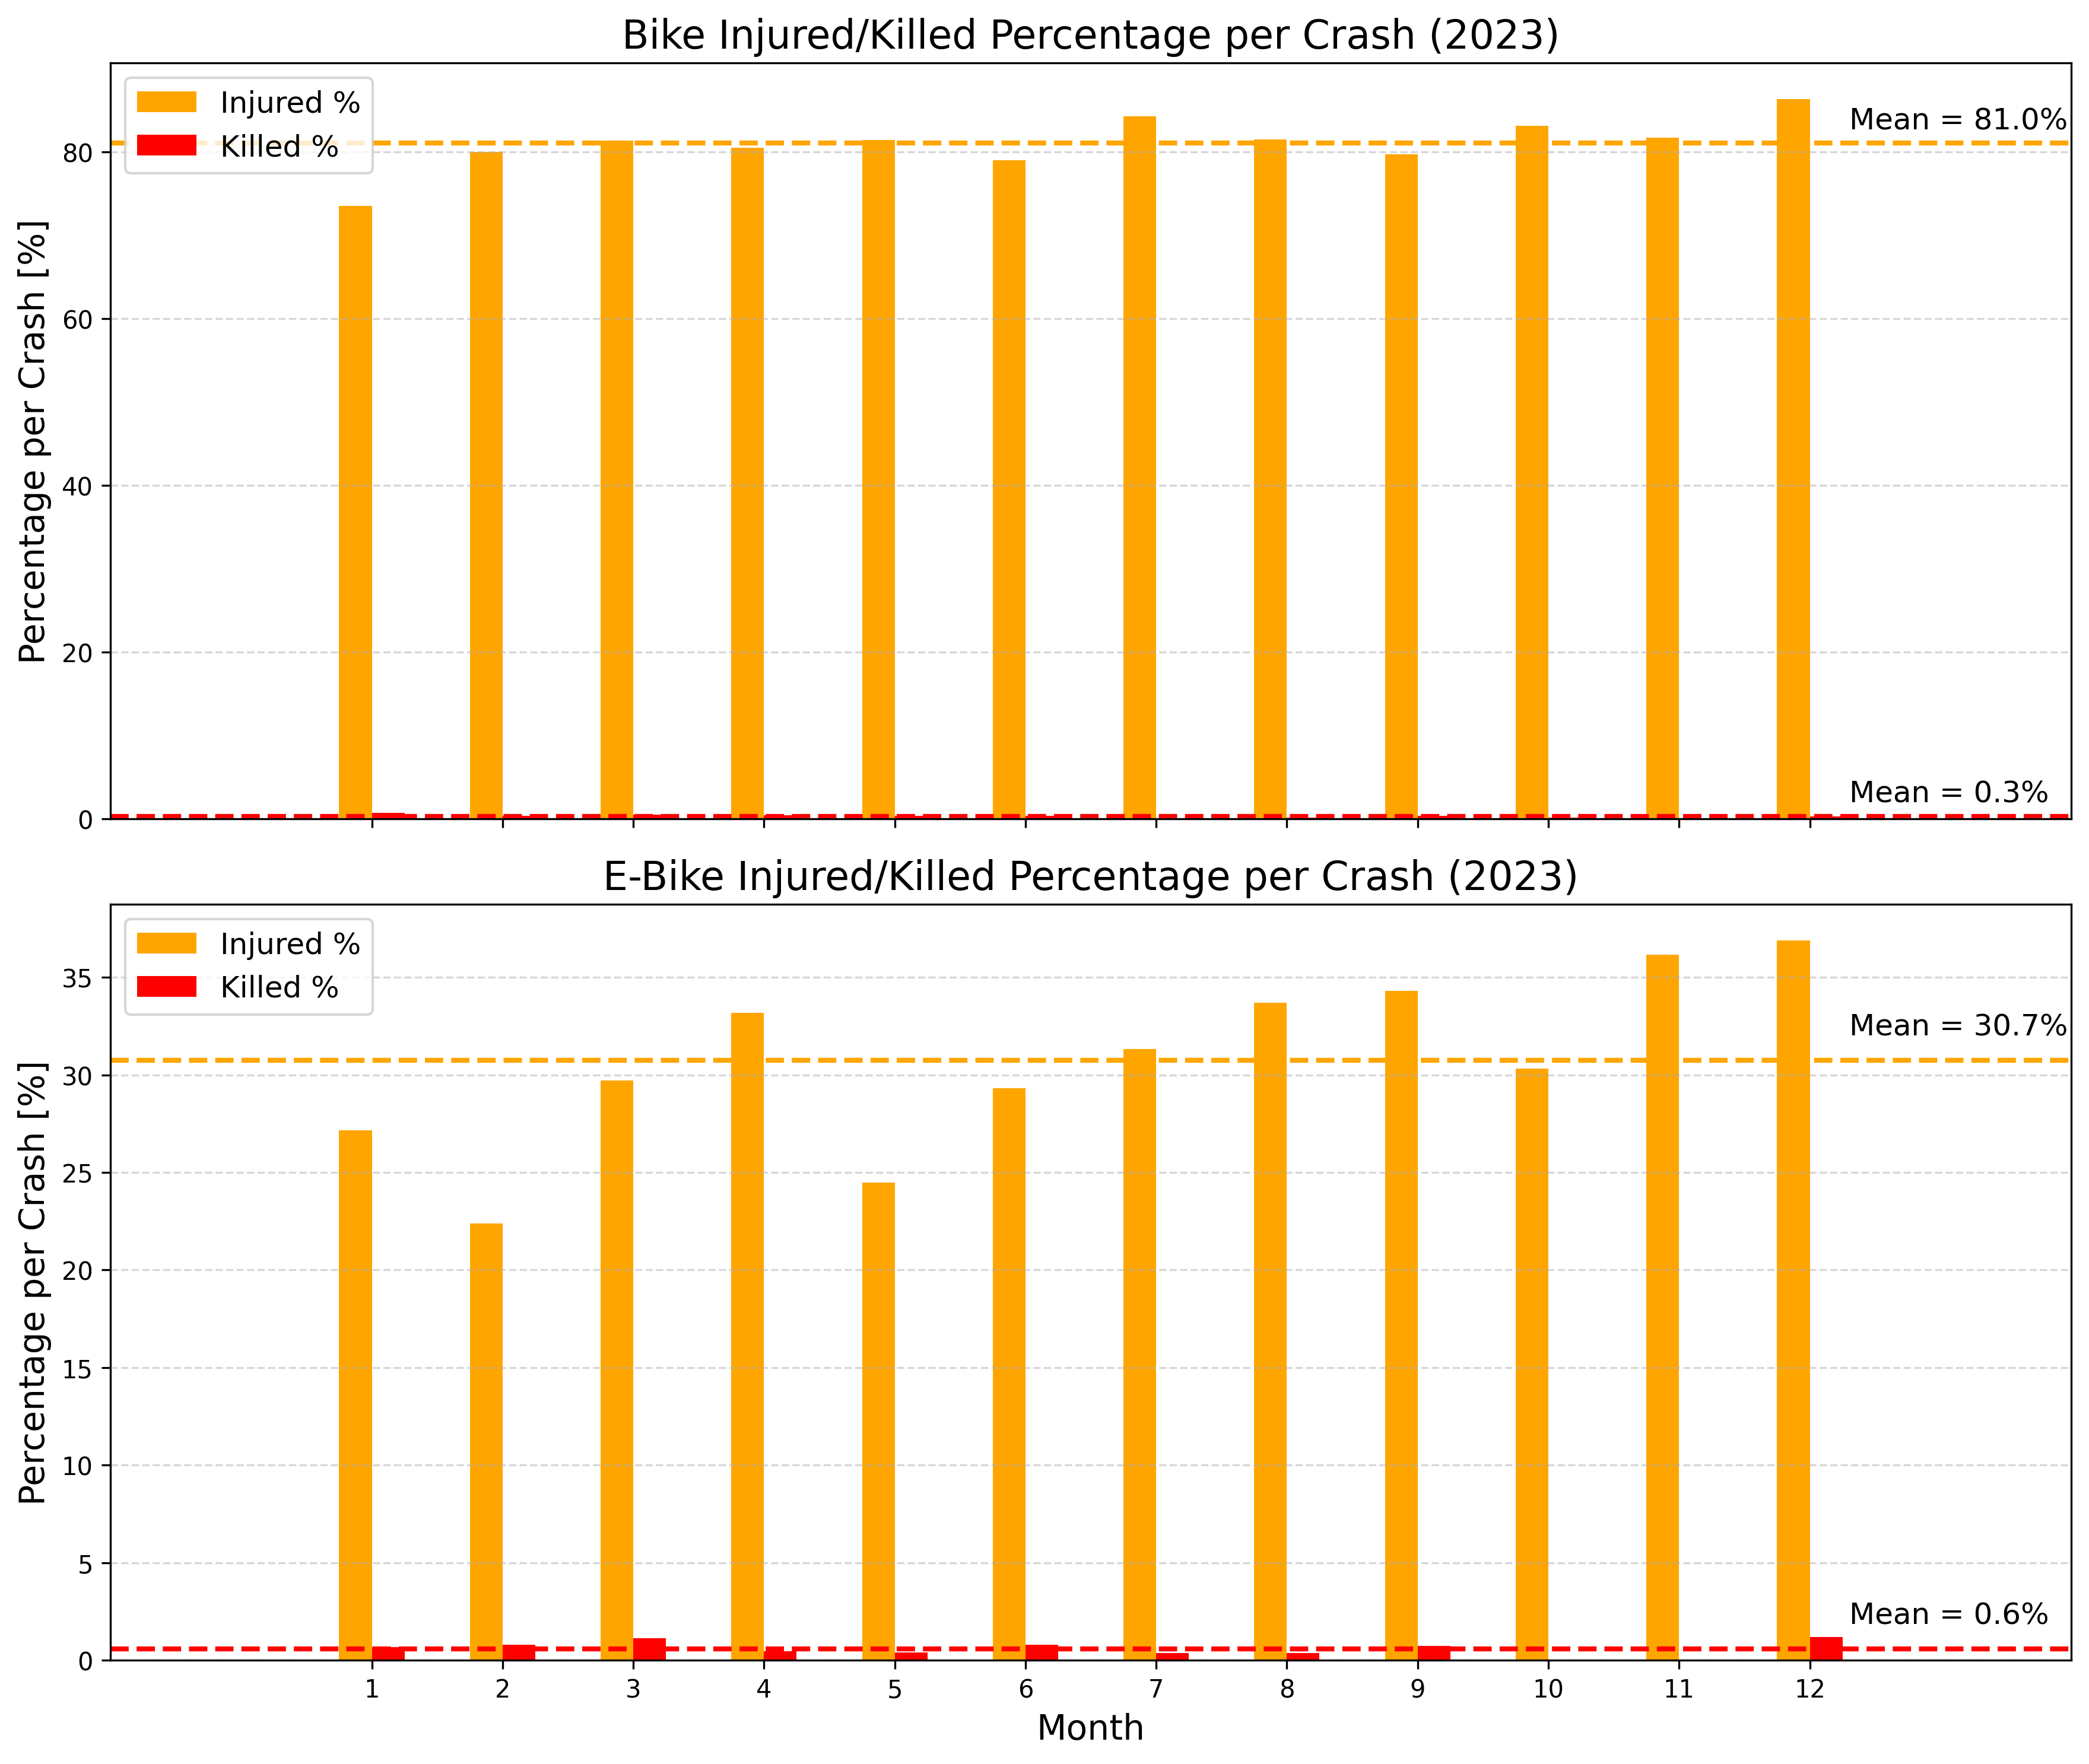 Bike Injured/Killed Percentage per Crash (2023)
Injured %
Killed %
Mean = 81.0%
Mean = 0.3%
Percentage per Crash [%]
80
60
40
20
0
E-Bike Injured/Killed Percentage per Crash (2023)
Injured %
Killed %
Mean = 30.7%
Mean = 0.6%
Percentage per Crash [%]
35
30
25
20
15
10
5
0
1 2 3 4 5 6 7 8 9 10 11 12
Month